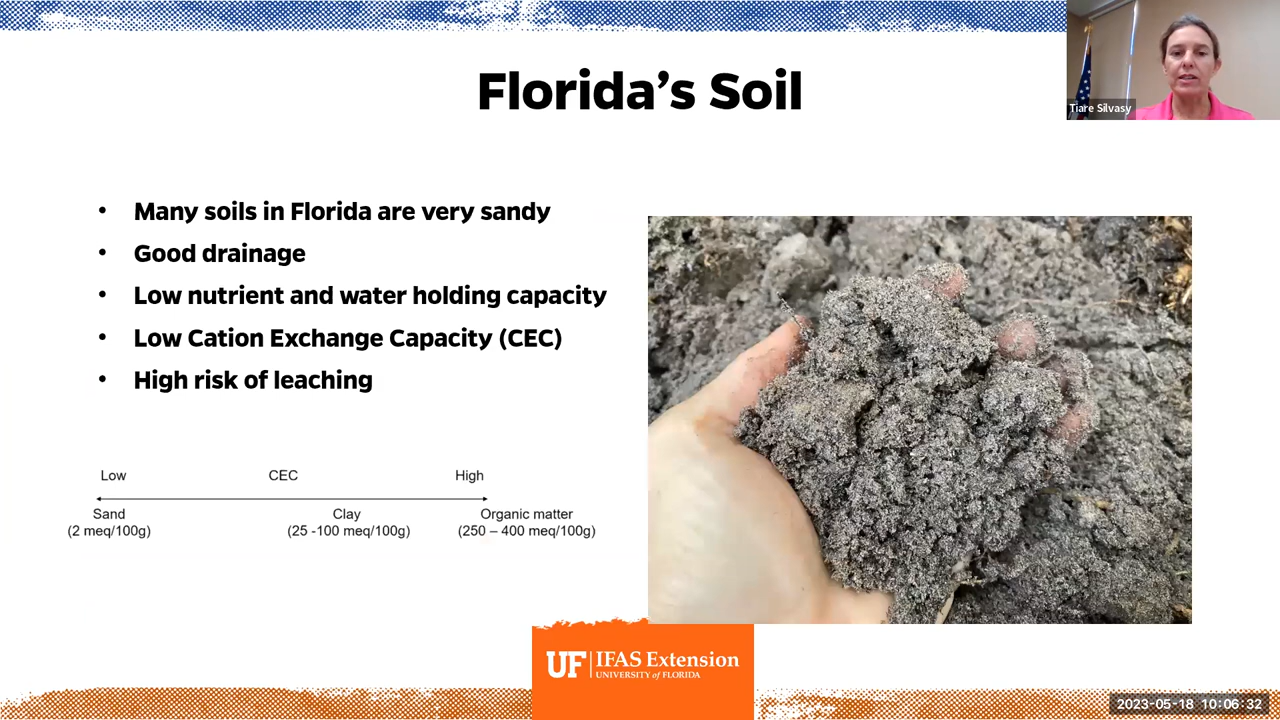 Florida's Soil
Tiare Silvasy
• Many soils in Florida are very sandy
• Good drainage
• Low nutrient and water holding capacity
• Low Cation Exchange Capacity (CEC)
• High risk of leaching
Low CEC High
Sand Clay Organic matter
(2 meq/100g) (25 -100 meq/100g) (250 – 400 meq/100g)
UF IFAS Extension
UNIVERSITY of FLORIDA
2023-05-18 10:06:32